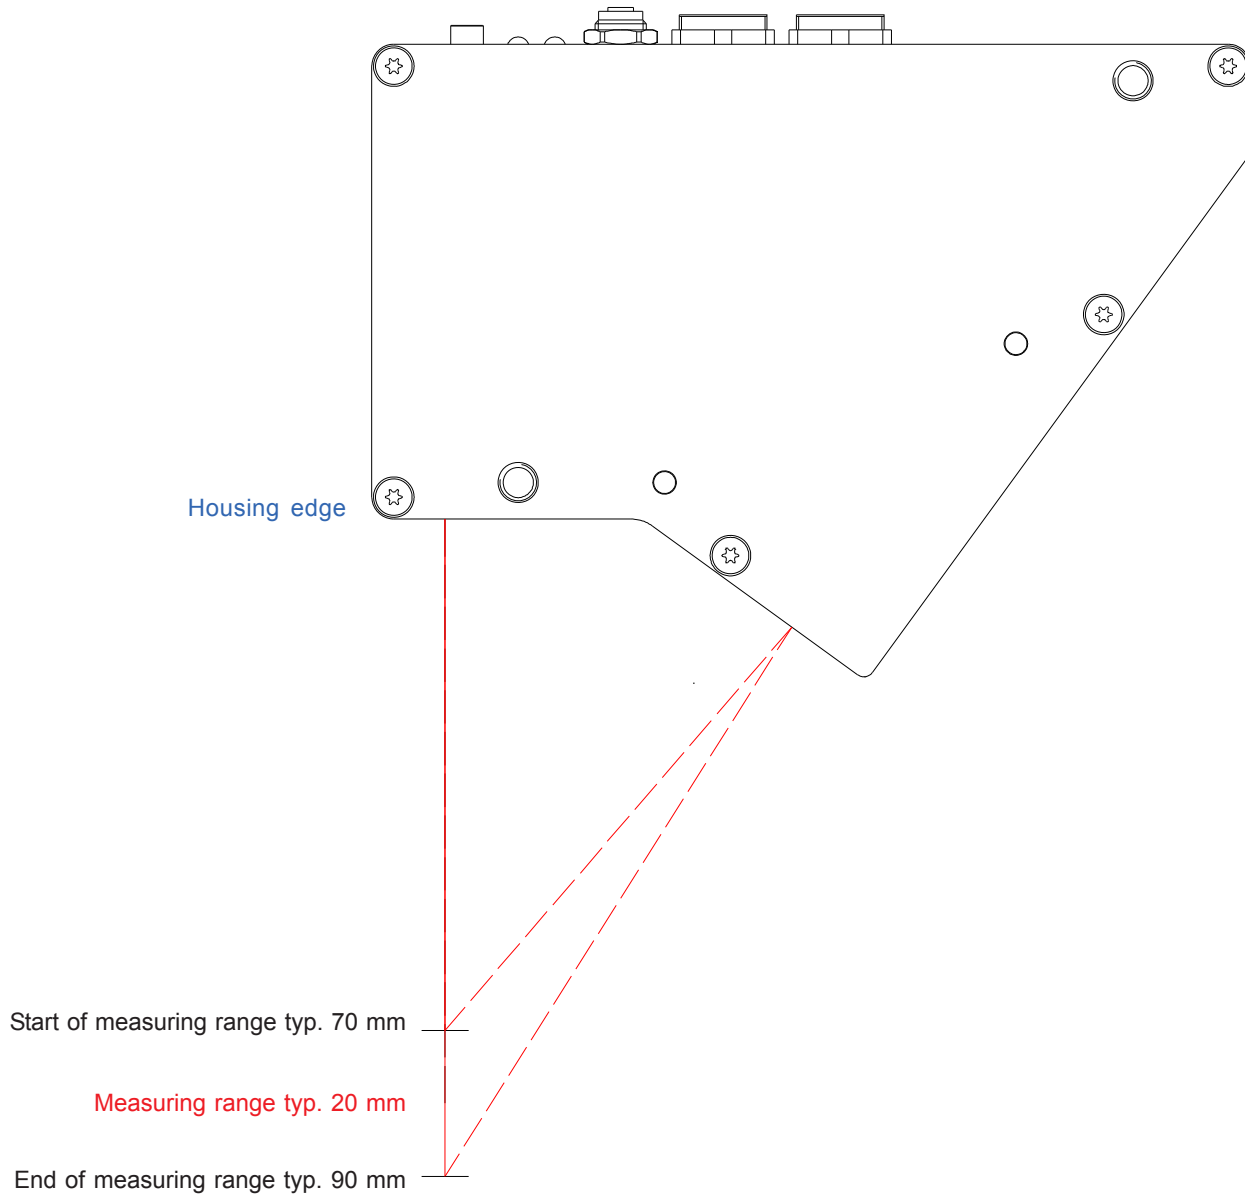 Housing edge
Start of measuring range typ. 70 mm
Measuring range typ. 20 mm
End of measuring range typ. 90 mm